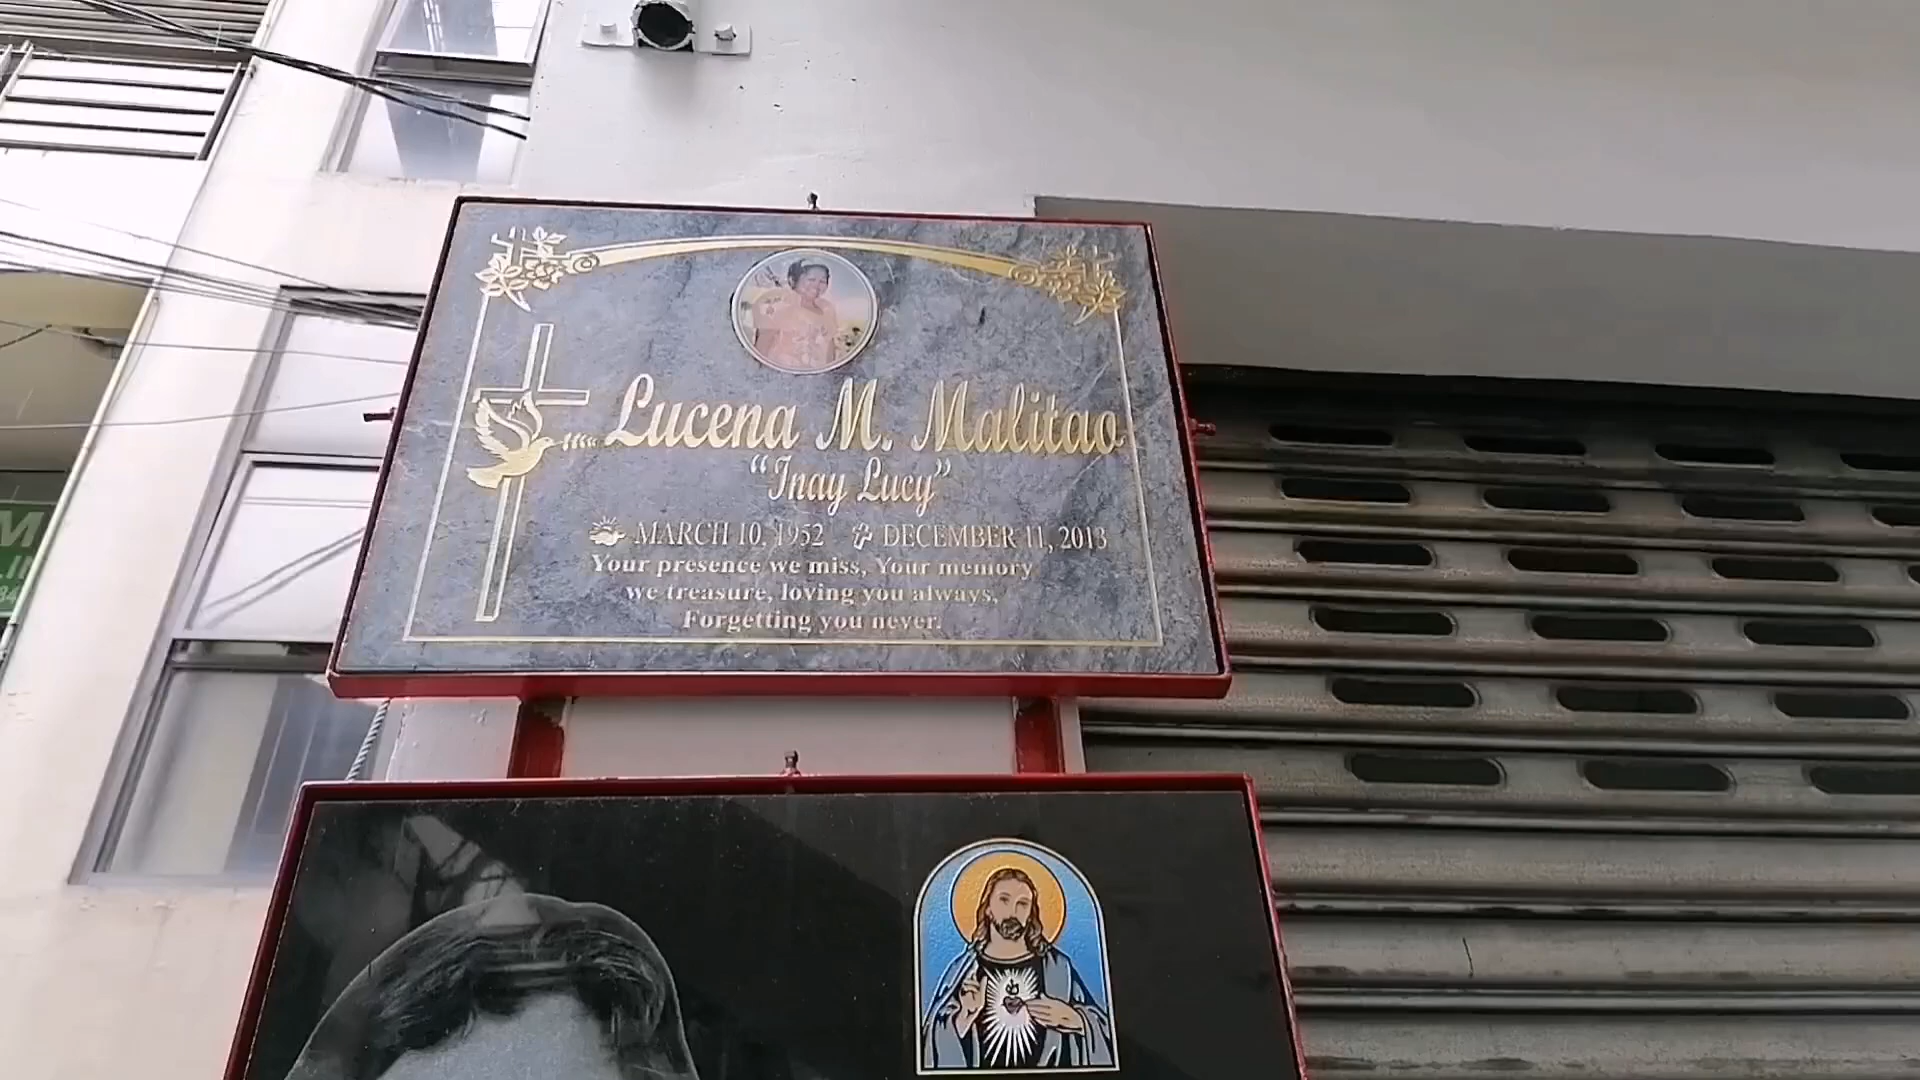 Lucena M. Malitao
“Inay Lucy”
MARCH 10, 1952 DECEMBER 11, 2013
Your presence we miss, Your memory
we treasure, loving you always,
Forgetting you never.